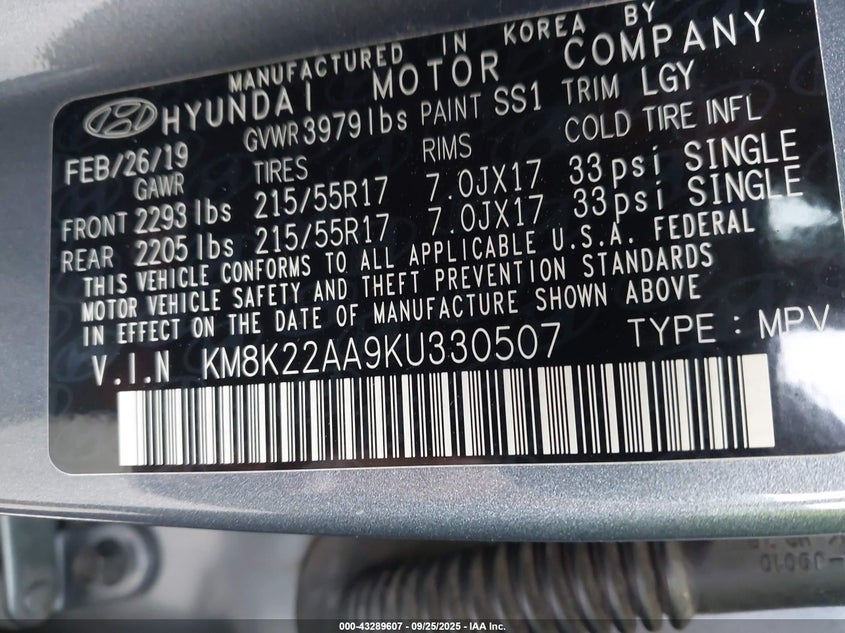 MANUFACTURED IN KOREA BY
HYUNDAI MOTOR COMPANY
FEB/26/19 GVWR 3979 lbs PAINT SS1 TRIM LGY
GAWR TIRES RIMS COLD TIRE INFL
FRONT 2293 lbs 215/55R17 7.0JX17 33psi SINGLE
REAR 2205 lbs 215/55R17 7.0JX17 33psi SINGLE
THIS VEHICLE CONFORMS TO ALL APPLICABLE U.S.A. FEDERAL
MOTOR VEHICLE SAFETY AND THEFT PREVENTION STANDARDS
IN EFFECT ON THE DATE OF MANUFACTURE SHOWN ABOVE
V.I.N KM8K22AA9KU330507 TYPE : MPV
000-43289607 - 09/25/2025 - IAA Inc.